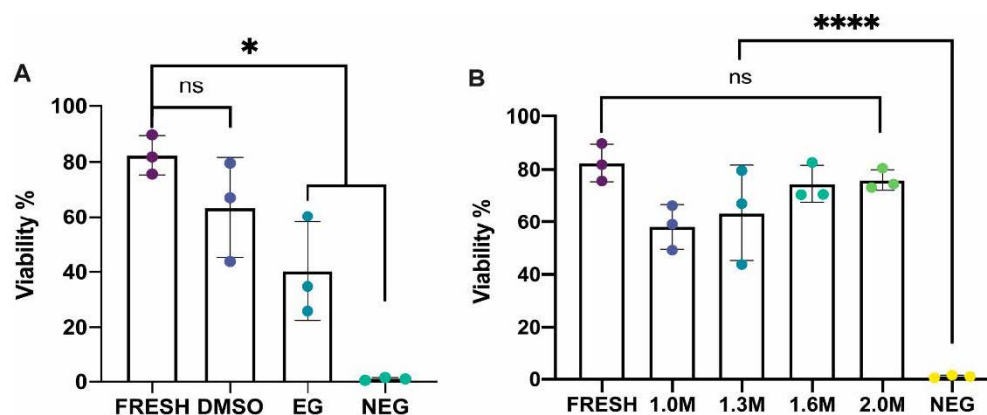 A
*
ns
Viability %
100
80
60
40
20
0
FRESH DMSO EG NEG
B
****
ns
Viability %
100
80
60
40
20
0
FRESH 1.0M 1.3M 1.6M 2.0M NEG